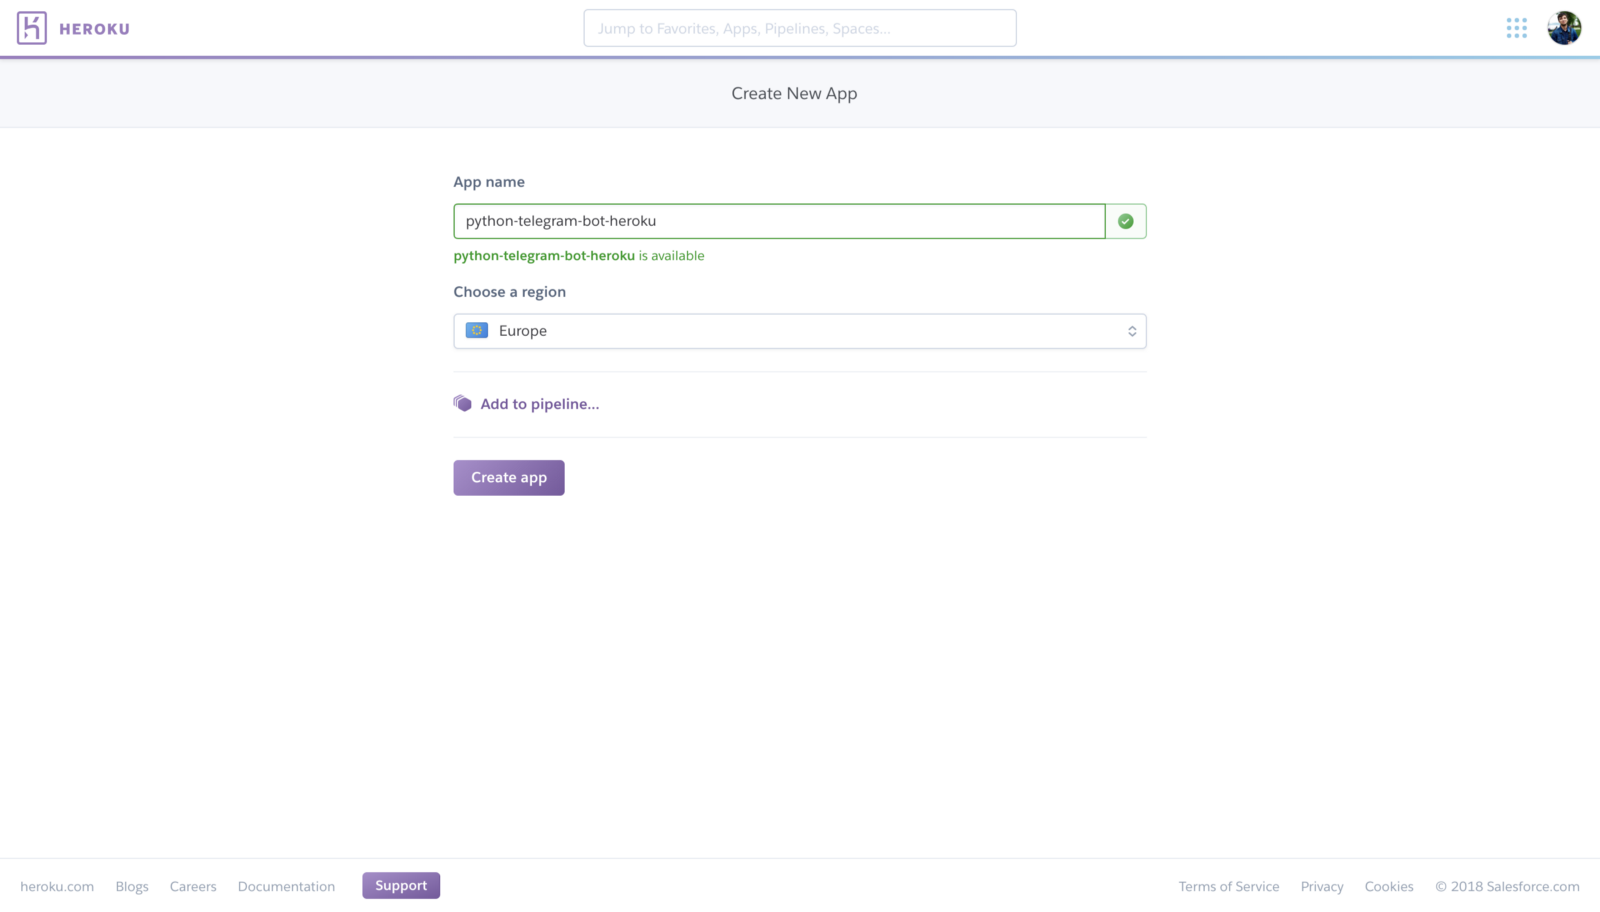 HEROKU
Jump to Favorites, Apps, Pipelines, Spaces...
Create New App
App name
python-telegram-bot-heroku
python-telegram-bot-heroku is available
Choose a region
Europe
Add to pipeline...
Create app
heroku.com Blogs Careers Documentation Support Terms of Service Privacy Cookies © 2018 Salesforce.com